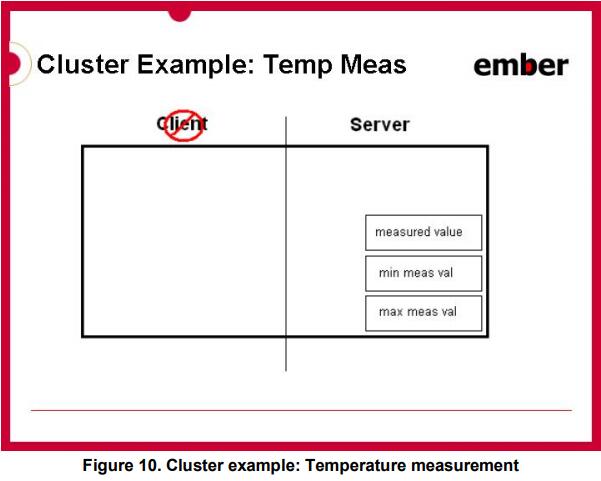 Cluster Example: Temp Meas
ember
Client
Server
measured value
min meas val
max meas val
Figure 10. Cluster example: Temperature measurement